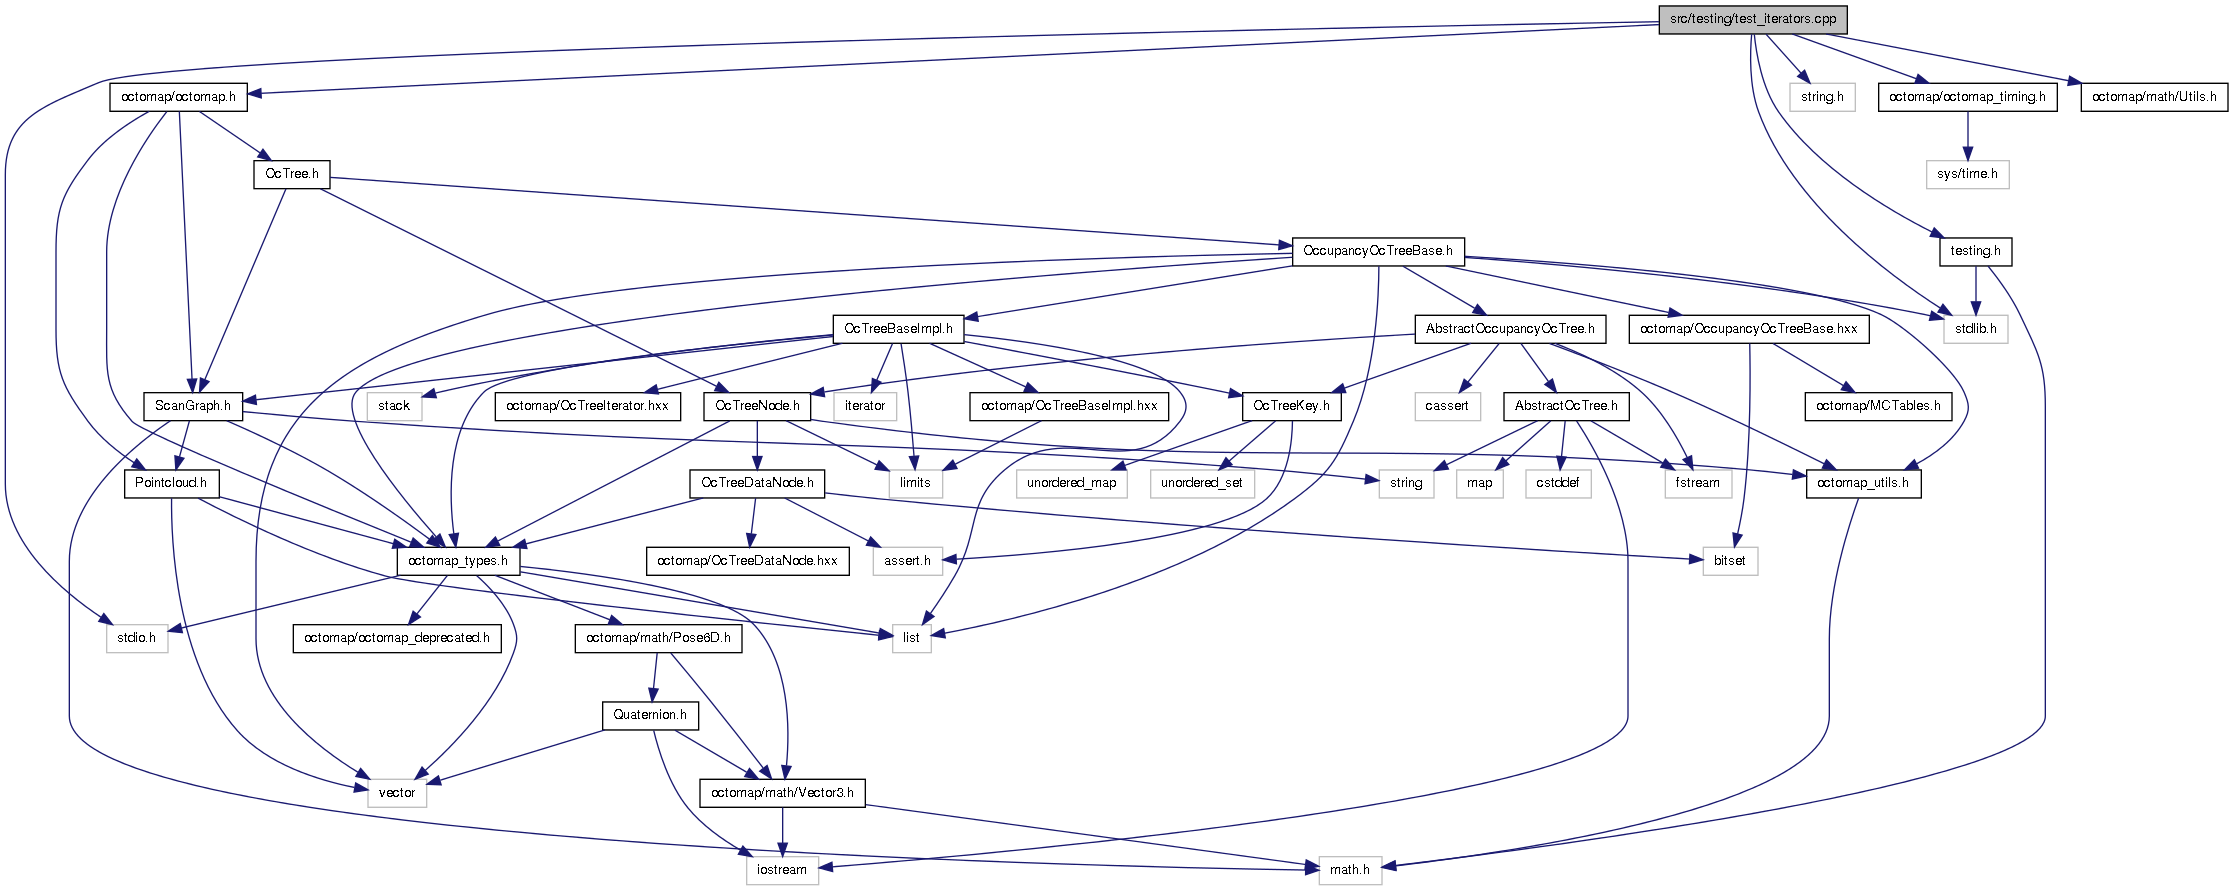 src/testing/test_iterators.cpp
octomap/octomap.h
string.h
octomap/octomap_timing.h
octomap/math/Utils.h
OcTree.h
sys/time.h
OccupancyOcTreeBase.h
testing.h
OcTreeBaseImpl.h
AbstractOccupancyOcTree.h
octomap/OccupancyOcTreeBase.hxx
stdlib.h
ScanGraph.h
stack
octomap/OcTreeIterator.hxx
OcTreeNode.h
iterator
octomap/OcTreeBaseImpl.hxx
OcTreeKey.h
cassert
AbstractOcTree.h
octomap/MCTables.h
Pointcloud.h
OcTreeDataNode.h
limits
unordered_map
unordered_set
string
map
cstddef
fstream
octomap_utils.h
octomap_types.h
octomap/OcTreeDataNode.hxx
assert.h
bitset
stdio.h
octomap/octomap_deprecated.h
octomap/math/Pose6D.h
list
Quaternion.h
vector
octomap/math/Vector3.h
iostream
math.h